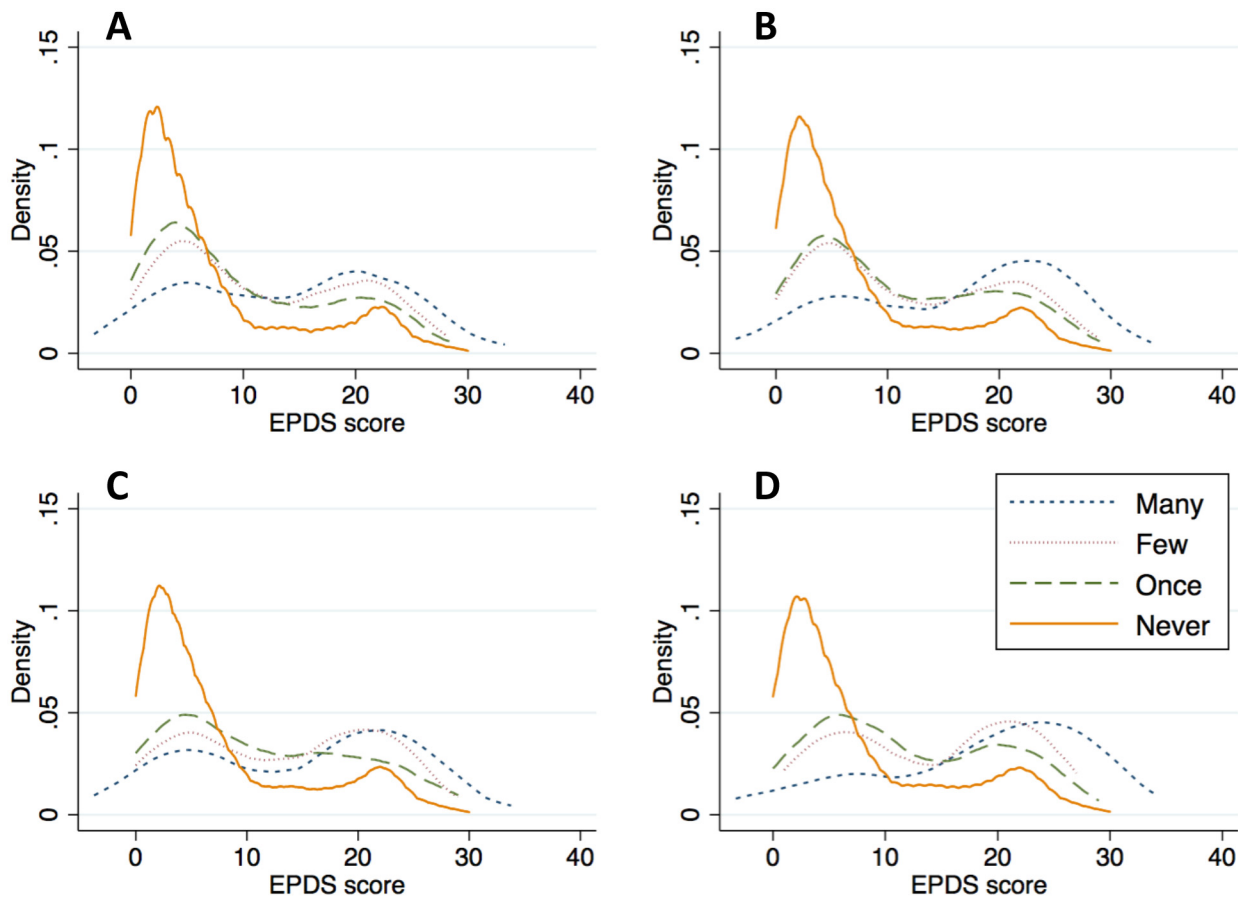 A
.15
.1
.05
0
Density
0 10 20 30 40
EPDS score
B
.15
.1
.05
0
Density
0 10 20 30 40
EPDS score
C
.15
.1
.05
0
Density
0 10 20 30 40
EPDS score
D
.15
.1
.05
0
Density
0 10 20 30 40
EPDS score
Many
Few
Once
Never